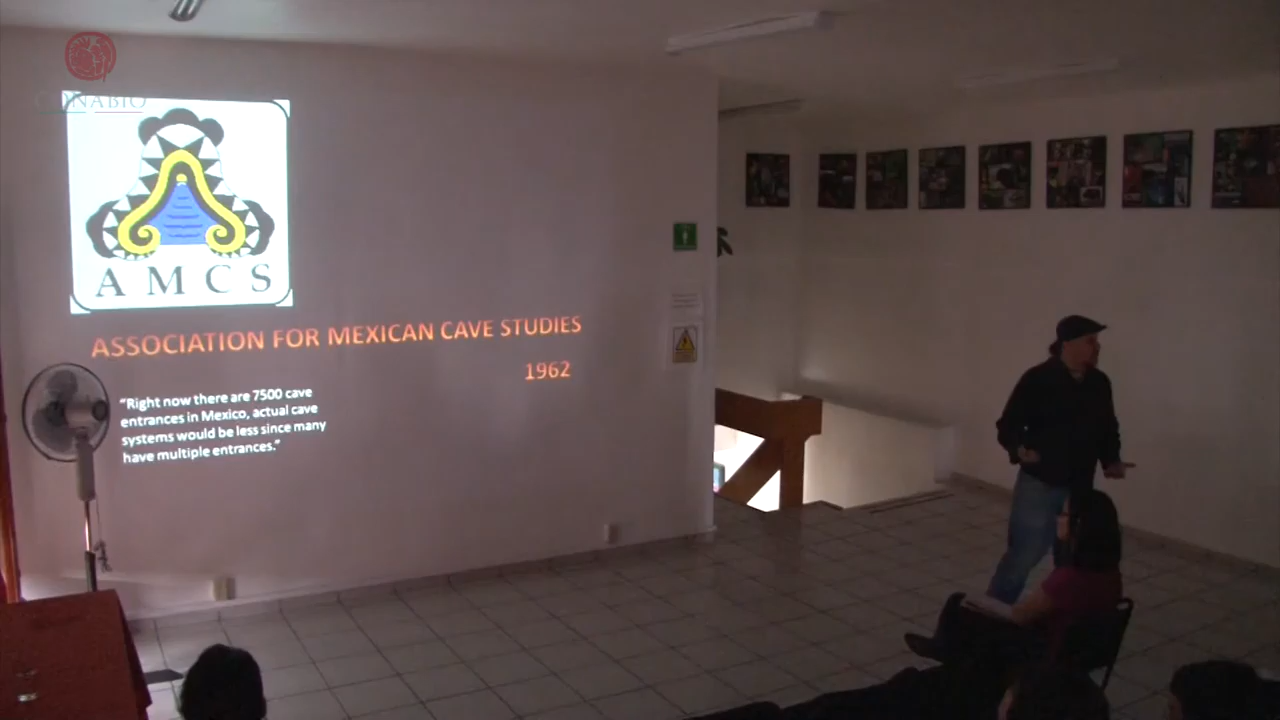 CONABIO
AMCS
ASSOCIATION FOR MEXICAN CAVE STUDIES
1962
“Right now there are 7500 cave
entrances in Mexico, actual cave
systems would be less since many
have multiple entrances.”